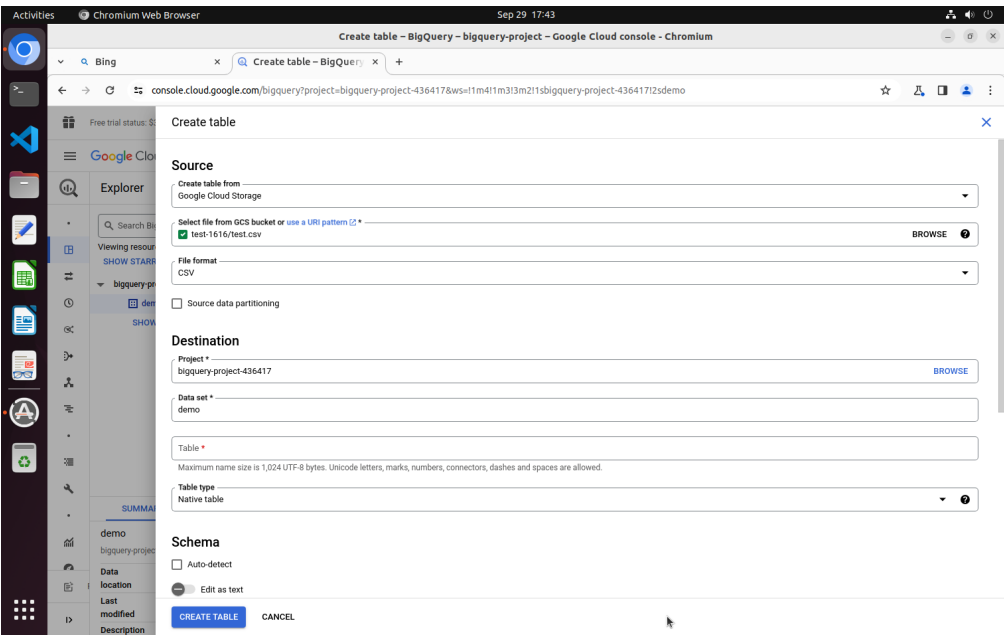 Activities
Chromium Web Browser
Sep 29 17:43
Create table – BigQuery – bigquery-project – Google Cloud console - Chromium
Bing
Create table – BigQuery
console.cloud.google.com/bigquery?project=bigquery-project-436417&ws=!1m4!1m3!3m2!1sbigquery-project-436417!2sdemo
Free trial status: $
Google Clo
Explorer
Search Bi
Viewing resour
SHOW STARR
bigquery-pr
dem
SHOW
SUMMA
demo
bigquery-projec
Data
location
Last
modified
Description
Create table
Source
Create table from
Google Cloud Storage
Select file from GCS bucket or use a URI pattern *
test-1616/test.csv
BROWSE
File format
CSV
Source data partitioning
Destination
Project *
bigquery-project-436417
BROWSE
Data set *
demo
Table *
Maximum name size is 1,024 UTF-8 bytes. Unicode letters, marks, numbers, connectors, dashes and spaces are allowed.
Table type
Native table
Schema
Auto-detect
Edit as text
CREATE TABLE
CANCEL